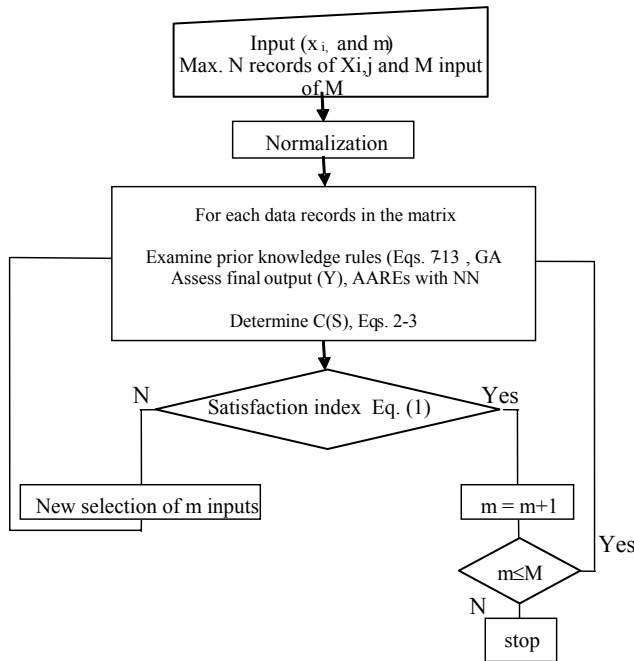 Input (x i, and m)
Max. N records of Xi,j and M input
of M
Normalization
For each data records in the matrix
Examine prior knowledge rules (Eqs. 7-13 , GA
Assess final output (Y), AAREs with NN
Determine C(S), Eqs. 2-3
N
Satisfaction index Eq. (1)
Yes
New selection of m inputs
m = m+1
Yes
m≤M
N
stop